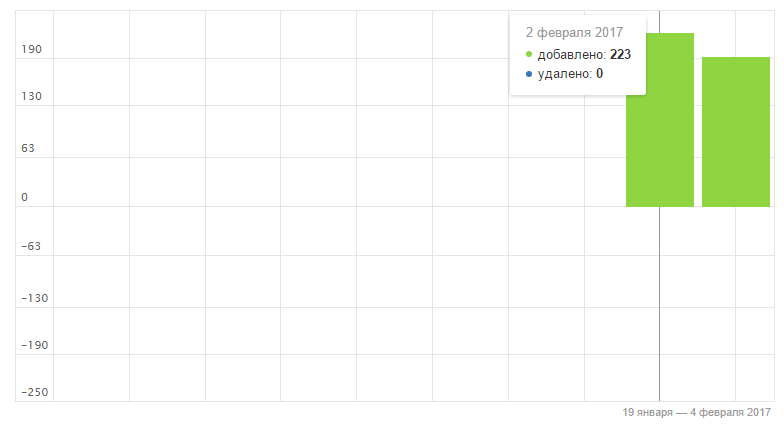 2 февраля 2017
добавлено: 223
удалено: 0
190
130
63
0
-63
-130
-190
-250
19 января — 4 февраля 2017